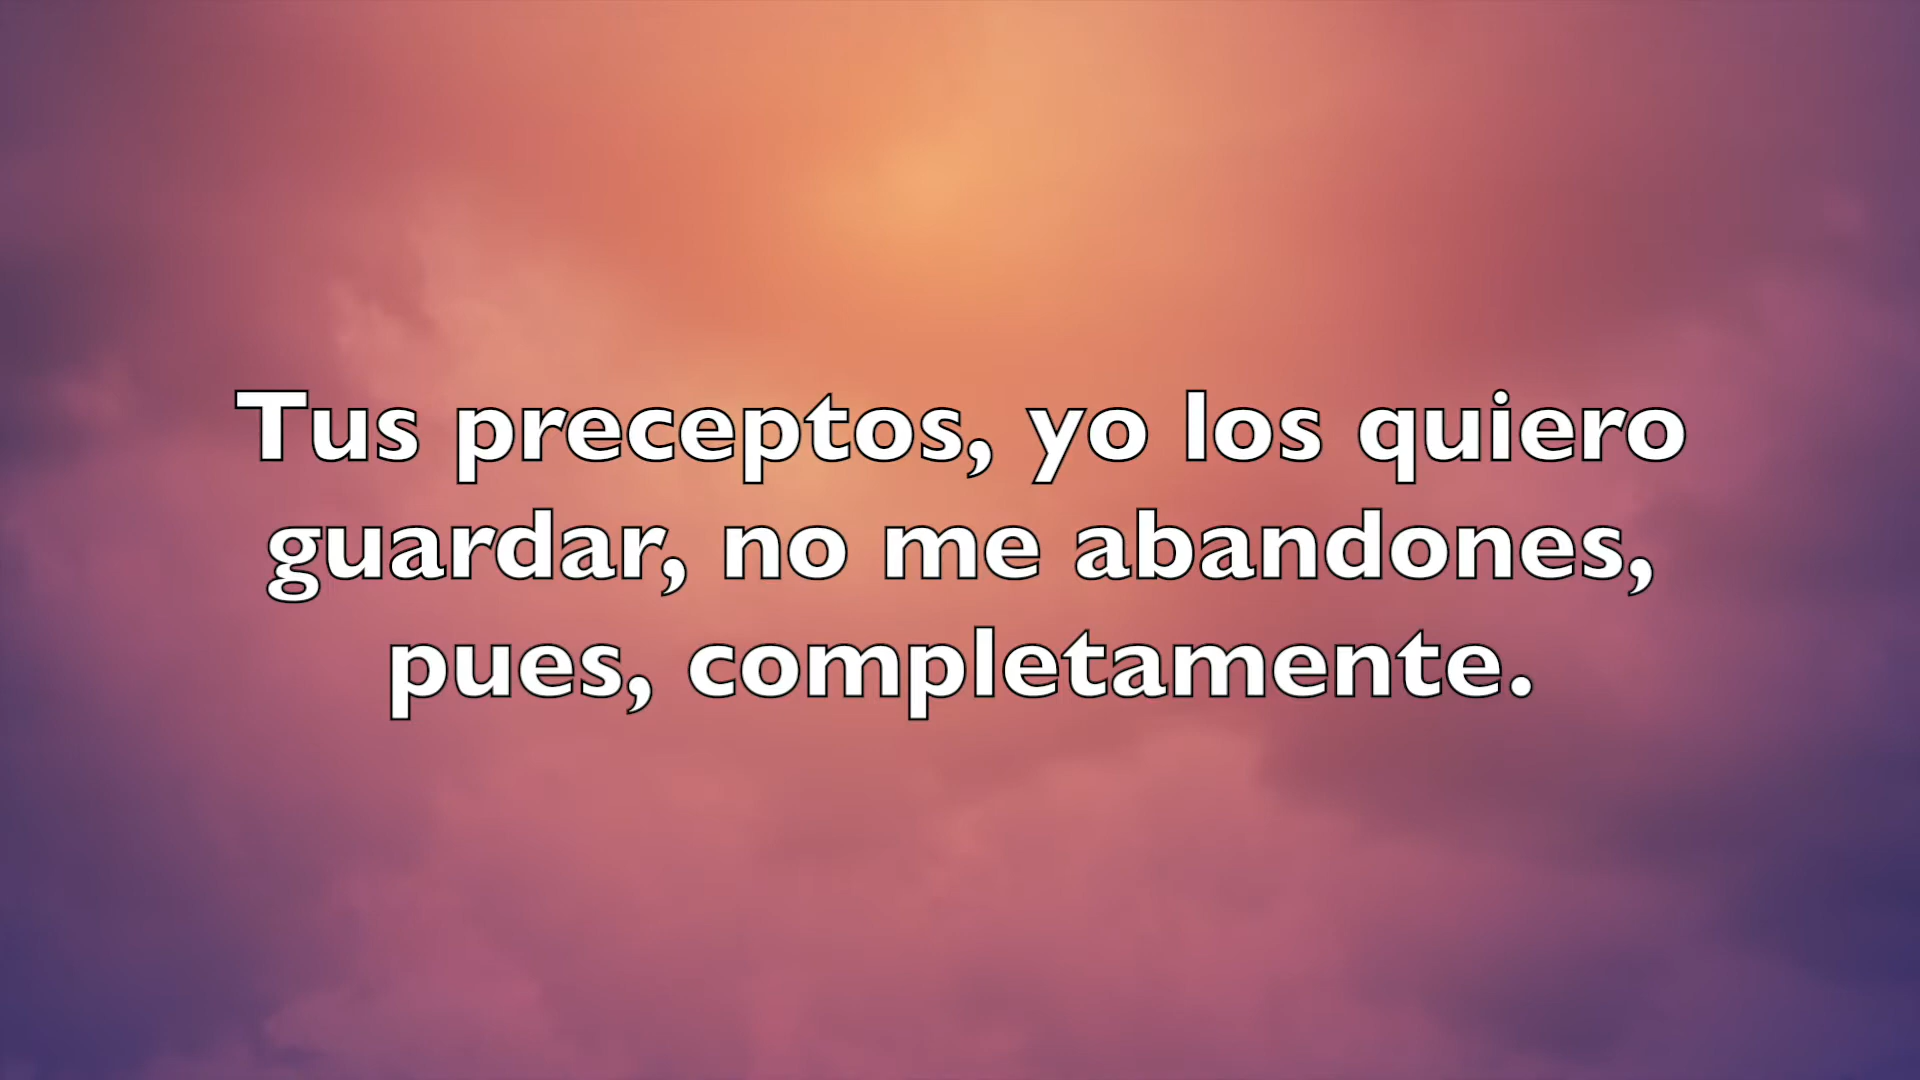 Tus preceptos, yo los quiero
guardar, no me abandones,
pues, completamente.